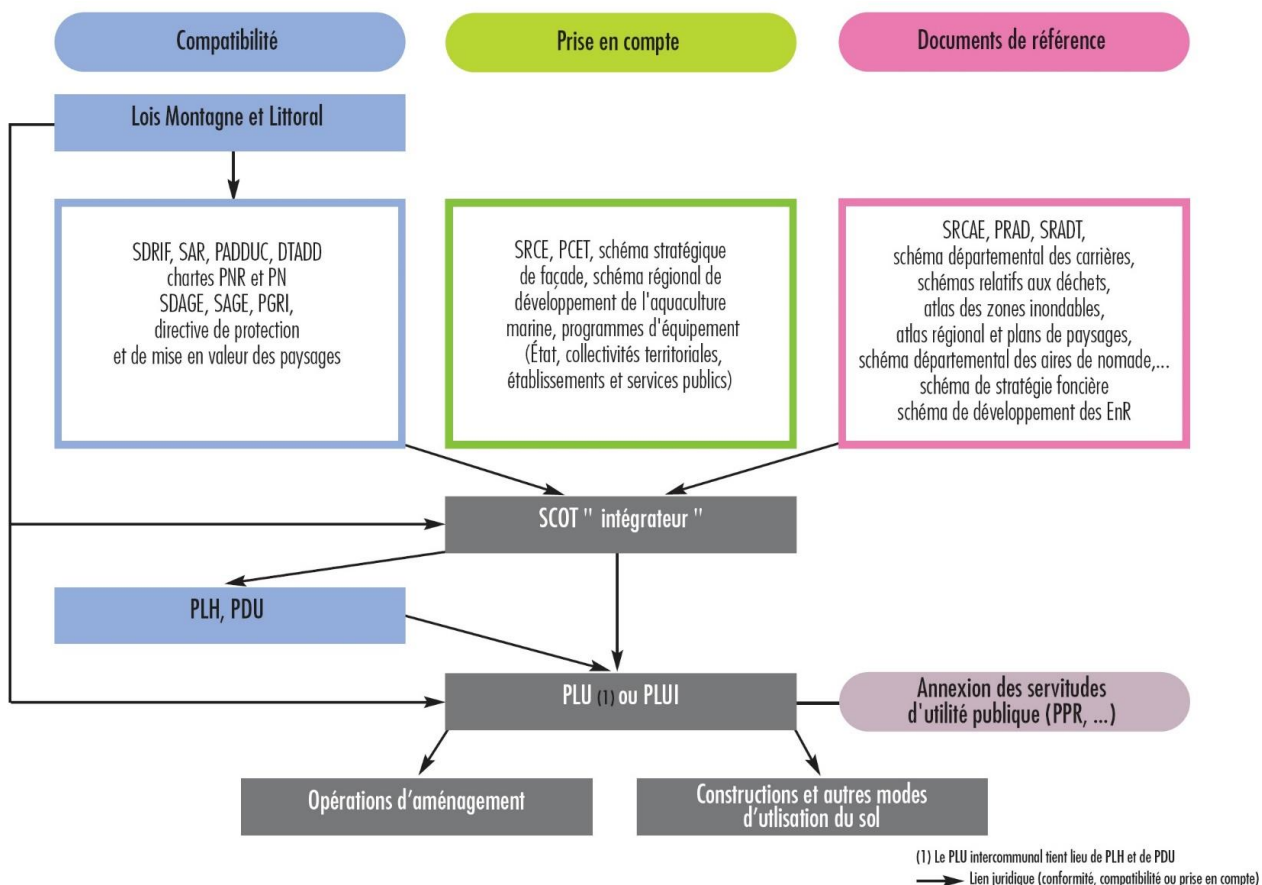 Compatibilité
Prise en compte
Documents de référence
Lois Montagne et Littoral
SDRIF, SAR, PADDUC, DTADD
chartes PNR et PN
SDAGE, SAGE, PGRI,
directive de protection
et de mise en valeur des paysages
SRCE, PCET, schéma stratégique
de façade, schéma régional de
développement de l'aquaculture
marine, programmes d'équipement
(État, collectivités territoriales,
établissements et services publics)
SRCAE, PRAD, SRADT,
schéma départemental des carrières,
schémas relatifs aux déchets,
atlas des zones inondables,
atlas régional et plans de paysages,
schéma départemental des aires de nomade,...
schéma de stratégie foncière
schéma de développement des EnR
SCOT " intégrateur "
PLH, PDU
PLU (1) ou PLUI
Annexion des servitudes
d'utilité publique (PPR, ...)
Opérations d'aménagement
Constructions et autres modes
d'utlisation du sol
(1) Le PLU intercommunal tient lieu de PLH et de PDU
Lien juridique (conformité, compatibilité ou prise en compte)